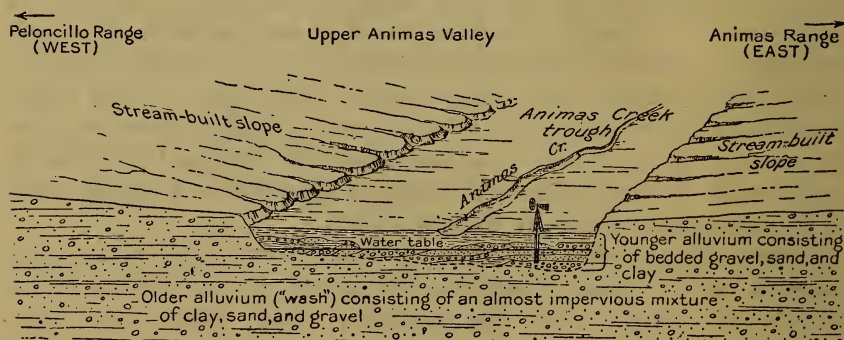 Peloncillo Range
(WEST)
Upper Animas Valley
Animas Range
(EAST)
Stream-built slope
Animas Creek
trough
Animas Cr.
Stream-built
slope
Water table
Younger alluvium consisting
of bedded gravel, sand, and
clay
Older alluvium ("wash") consisting of an almost impervious mixture
of clay, sand, and gravel